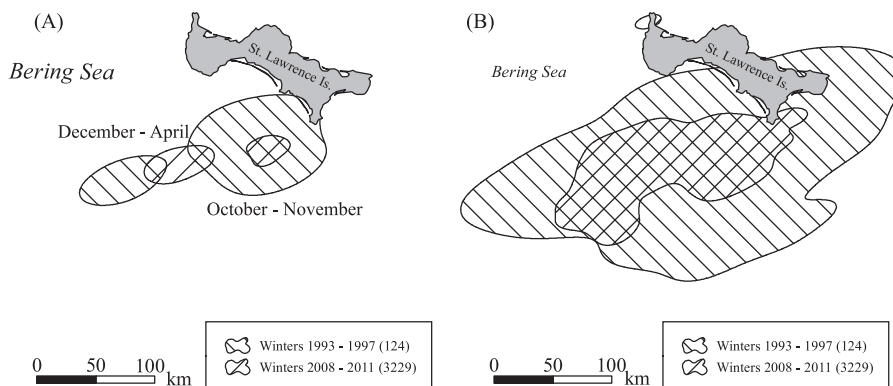 (A)
St. Lawrence Is.
Bering Sea
December - April
October - November
Winters 1993 - 1997 (124)
Winters 2008 - 2011 (3229)
0 50 100
km
(B)
St. Lawrence Is.
Bering Sea
Winters 1993 - 1997 (124)
Winters 2008 - 2011 (3229)
0 50 100
km